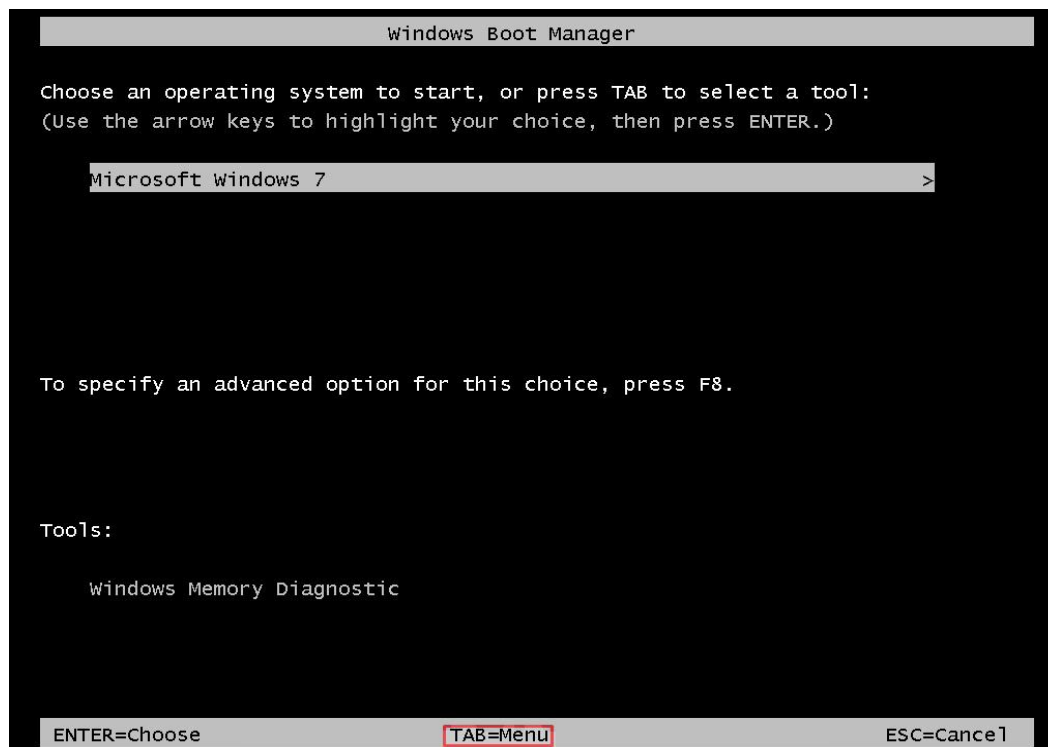 Windows Boot Manager
Choose an operating system to start, or press TAB to select a tool:
(Use the arrow keys to highlight your choice, then press ENTER.)
Microsoft Windows 7 >
To specify an advanced option for this choice, press F8.
Tools:
Windows Memory Diagnostic
ENTER=Choose TAB=Menu ESC=Cancel